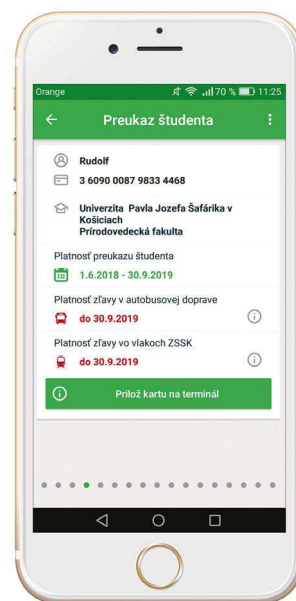 Orange 70 % 11:25
Preukaz študenta
Rudolf
3 6090 0087 9833 4468
Univerzita Pavla Jozefa Šafárika v
Košiciach
Prírodovedecká fakulta
Platnosť preukazu študenta
1.6.2018 - 30.9.2019
Platnosť zľavy v autobusovej doprave
do 30.9.2019
Platnosť zľavy vo vlakoch ZSSK
do 30.9.2019
Prilož kartu na terminál